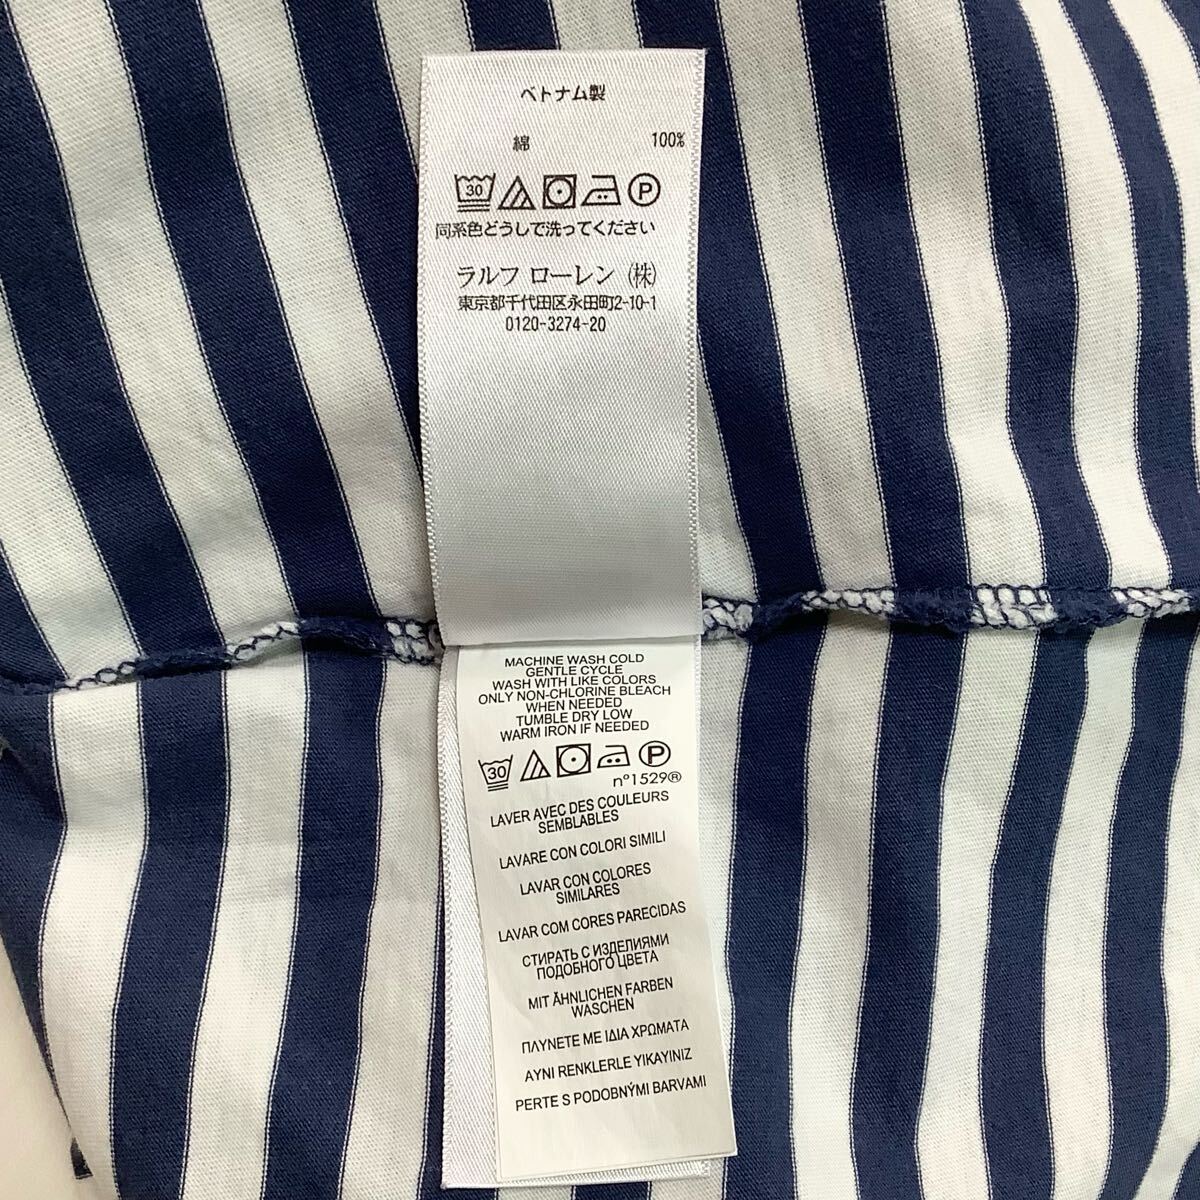 ベトナム製
綿 100%
30 P
同系色どうしで洗ってください
ラルフ ローレン (株)
東京都千代田区永田町2-10-1
0120-3274-20
MACHINE WASH COLD
GENTLE CYCLE
WASH WITH LIKE COLORS
ONLY NON-CHLORINE BLEACH
WHEN NEEDED
TUMBLE DRY LOW
WARM IRON IF NEEDED
30 P
n°1529®
LAVER AVEC DES COULEURS
SEMBLABLES
LAVARE CON COLORI SIMILI
LAVAR CON COLORES
SIMILARES
LAVAR COM CORES PARECIDAS
СТИРАТЬ С ИЗДЕЛИЯМИ
ПОДОБНОГО ЦВЕТА
MIT ÄHNLICHEN FARBEN
WASCHEN
ΠΛΥΝΕΤΕ ΜΕ ΙΔΙΑ ΧΡΩΜΑΤΑ
AYNI RENKLERLE YIKAYINIZ
PERTE S PODOBNÝMI BARVAMI